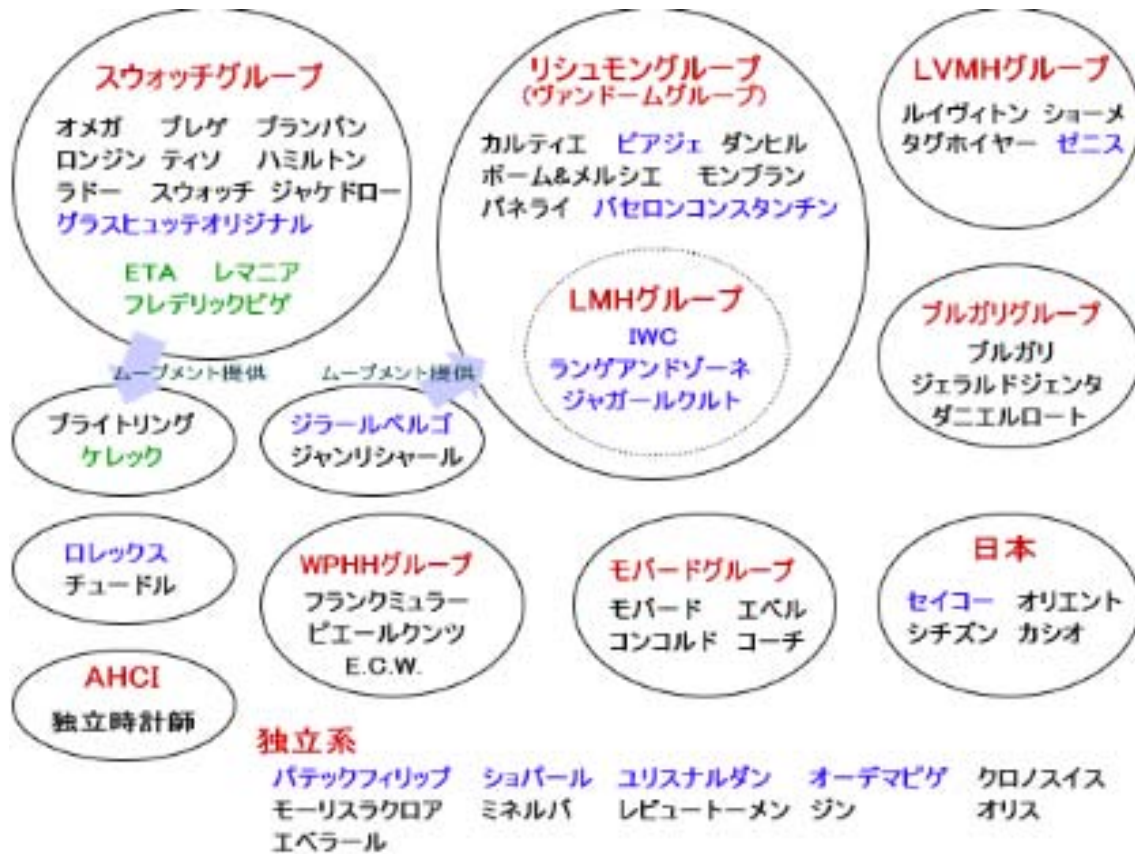 スウォッチグループ
オメガ ブレゲ ブランパン
ロンジン ティソ ハミルトン
ラドー スウォッチ ジャケドロー
グラスヒュッテオリジナル
ETA レマニア
フレデリックピゲ
リシュモングループ
(ヴァンドームグループ)
カルティエ ピアジェ ダンヒル
ボーム&メルシエ モンブラン
パネライ バセロンコンスタンチン
LMHグループ
IWC
ランゲアンドゾーネ
ジャガールクルト
LVMHグループ
ルイヴィトン ショーメ
タグホイヤー ゼニス
ブルガリグループ
ブルガリ
ジェラルドジェンタ
ダニエルロート
ムーブメント提供
ムーブメント提供
ブライトリング
ケレック
ジラールペルゴ
ジャンリシャール
ロレックス
チュードル
WPHHグループ
フランクミュラー
ピエールクンツ
E.C.W.
モバードグループ
モバード エベル
コンコルド コーチ
日本
セイコー オリエント
シチズン カシオ
AHCI
独立時計師
独立系
パテックフィリップ ショパール ユリスナルダン オーデマピゲ クロノスイス
モーリスラクロア ミネルバ レビュートーメン ジン オリス
エベラール